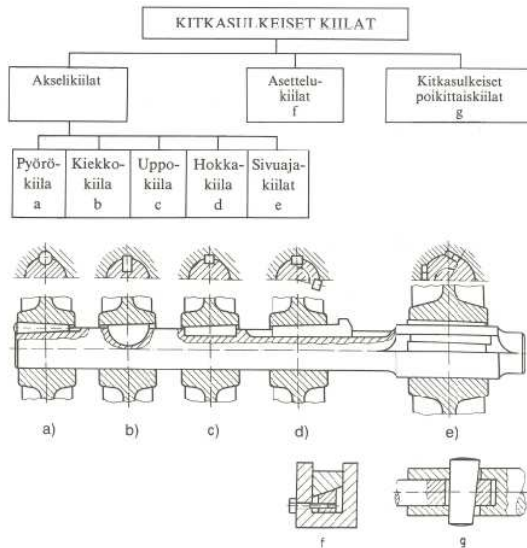 KITKASULKEISET KIILAT
Akselikiilat
Asettelu-
kiilat
f
Kitkasulkeiset
poikittaiskiilat
g
Pyörö-
kiila
a
Kiekko-
kiila
b
Uppo-
kiila
c
Hokka-
kiila
d
Sivuaja-
kiilat
e
a)
b)
c)
d)
e)
f
g